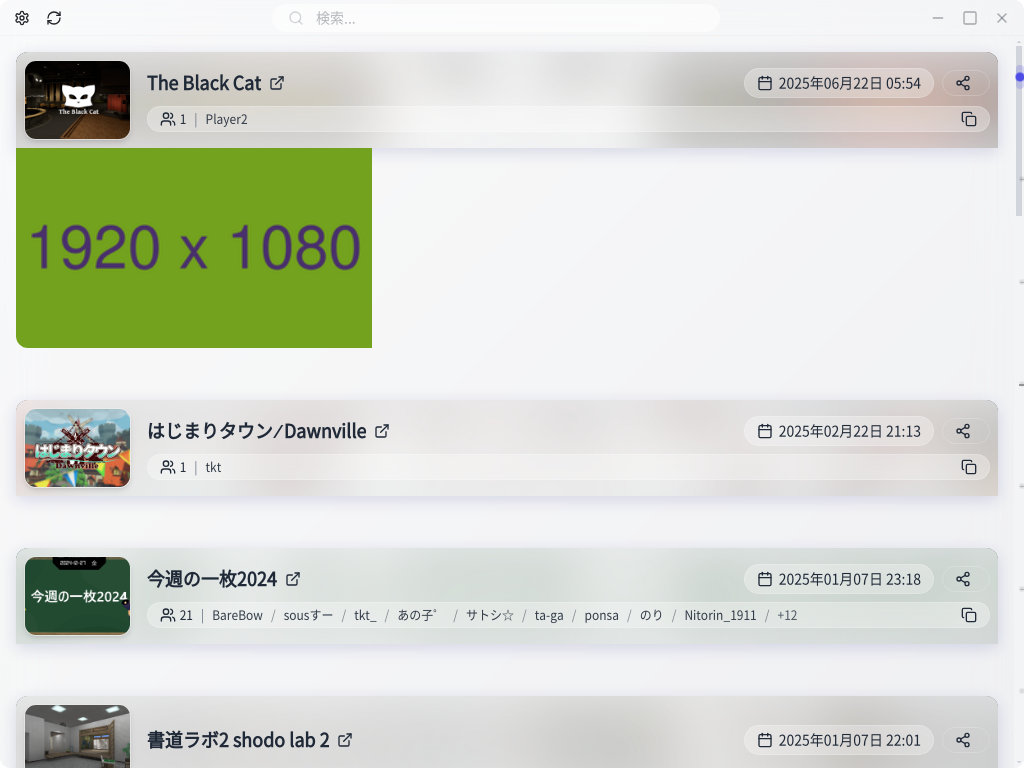 検索...
The Black Cat
2025年06月22日 05:54
The Black Cat
1 | Player2
1920 x 1080
はじまりタウン/Dawnville
2025年02月22日 21:13
はじまりタウン
DaWnville
1 | tkt
今週の一枚2024
2025年01月07日 23:18
今週の一枚2024
21 | BareBow / sousすー / tkt_ / あの子゜ / サトシ☆ / ta-ga / ponsa / のり / Nitorin_1911 / +12
書道ラボ2 shodo lab 2
2025年01月07日 22:01